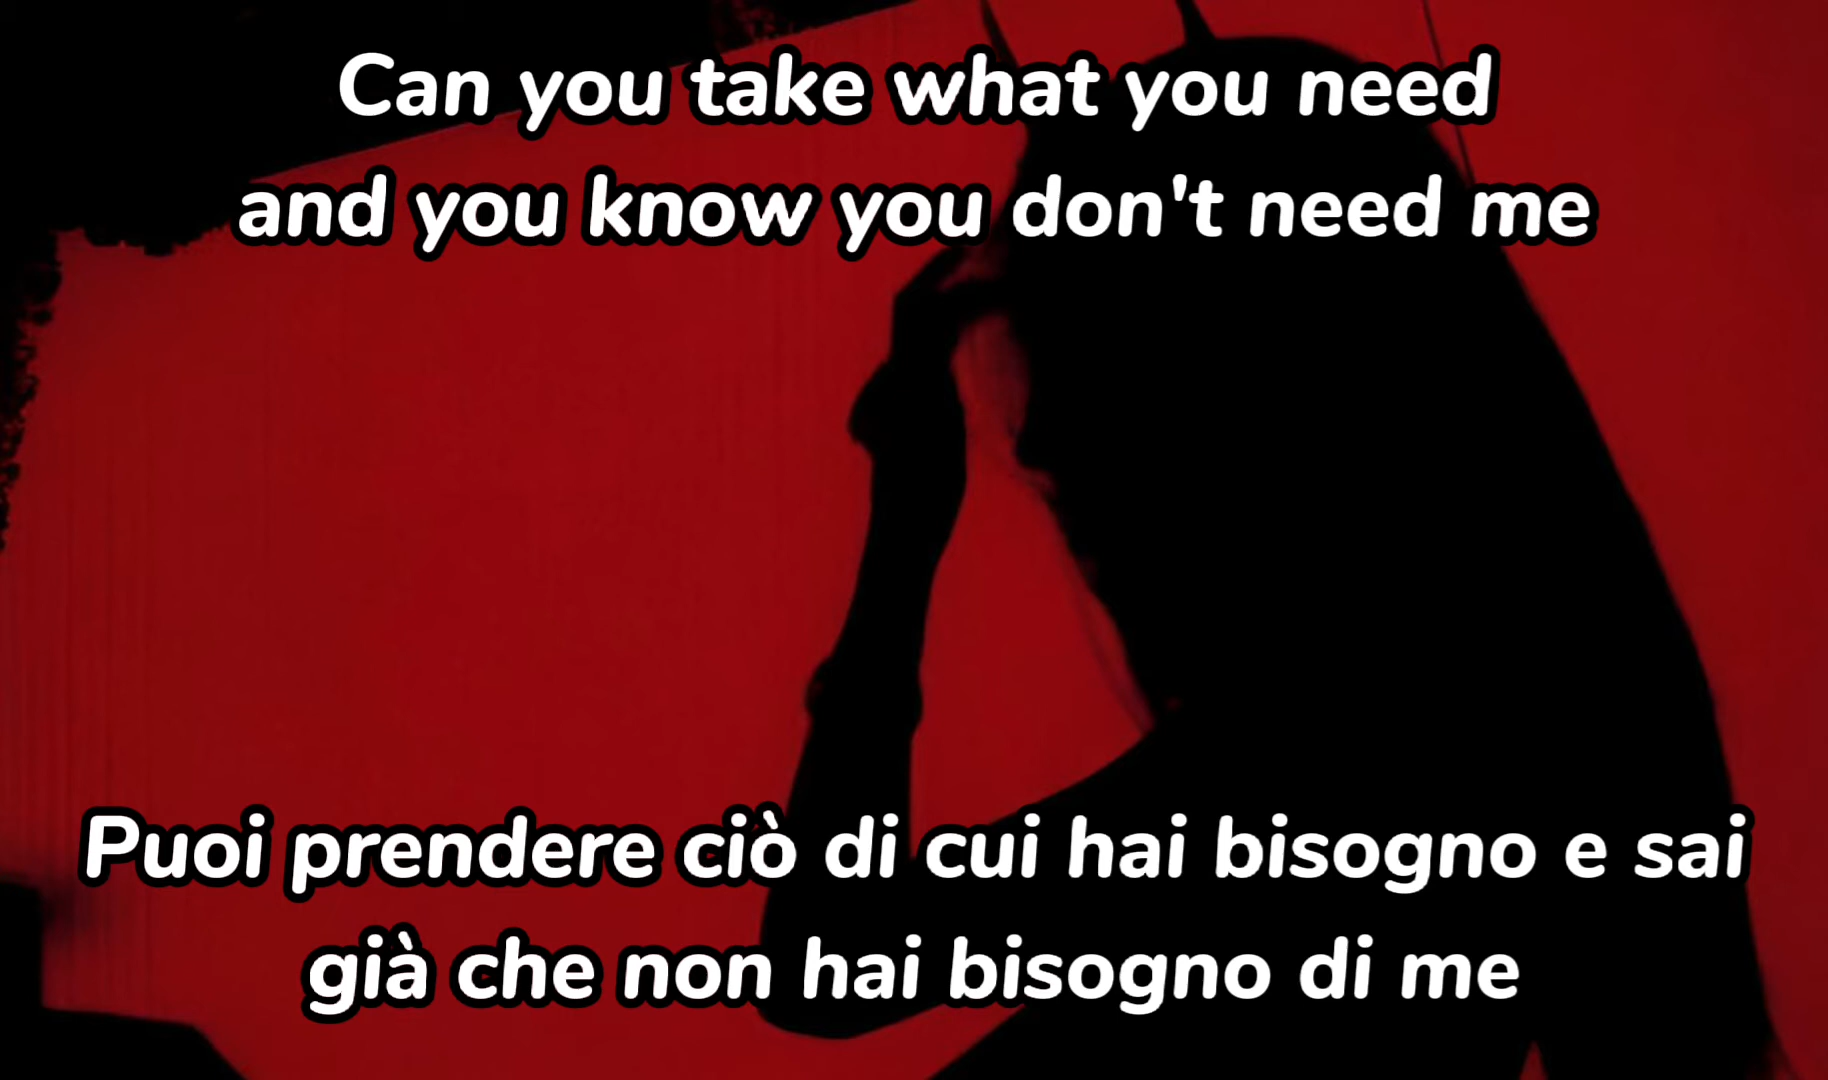 Can you take what you need
and you know you don't need me
Puoi prendere ciò di cui hai bisogno e sai
già che non hai bisogno di me